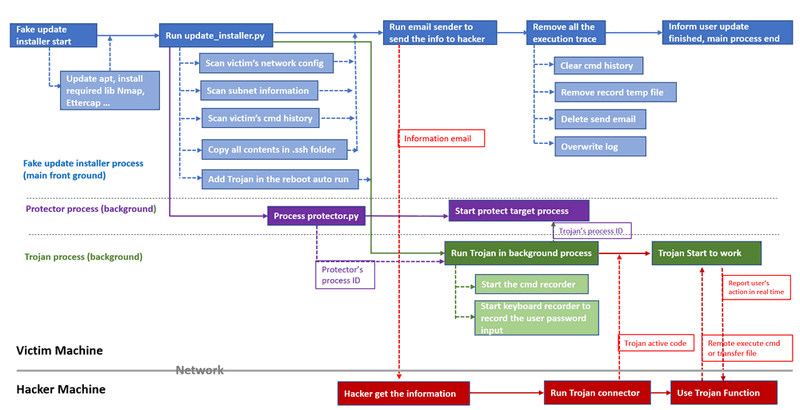 Fake update
installer start
Run update_installer.py
Run email sender to
send the info to hacker
Remove all the
execution trace
Inform user update
finished, main process end
Update apt, install
required lib Nmap,
Ettercap ...
Scan victim's network config
Scan subnet information
Scan victim's cmd history
Copy all contents in .ssh folder
Add Trojan in the reboot auto run
Clear cmd history
Remove record temp file
Delete send email
Overwrite log
Information email
Fake update installer process
(main front ground)
Protector process (background)
Process protector.py
Start protect target process
Trojan's process ID
Trojan process (background)
Protector's
process ID
Run Trojan in background process
Trojan Start to work
Start the cmd recorder
Start keyboard recorder to
record the user password
input
Report user's
action in real time
Trojan active code
Remote execute cmd
or transfer file
Victim Machine
Network
Hacker Machine
Hacker get the information
Run Trojan connector
Use Trojan Function